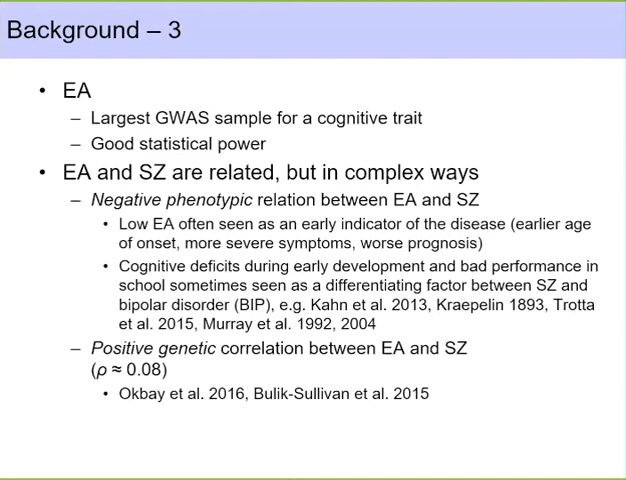 Background – 3
• EA
– Largest GWAS sample for a cognitive trait
– Good statistical power
• EA and SZ are related, but in complex ways
– Negative phenotypic relation between EA and SZ
• Low EA often seen as an early indicator of the disease (earlier age
of onset, more severe symptoms, worse prognosis)
• Cognitive deficits during early development and bad performance in
school sometimes seen as a differentiating factor between SZ and
bipolar disorder (BIP), e.g. Kahn et al. 2013, Kraepelin 1893, Trotta
et al. 2015, Murray et al. 1992, 2004
– Positive genetic correlation between EA and SZ
(ρ ≈ 0.08)
• Okbay et al. 2016, Bulik-Sullivan et al. 2015